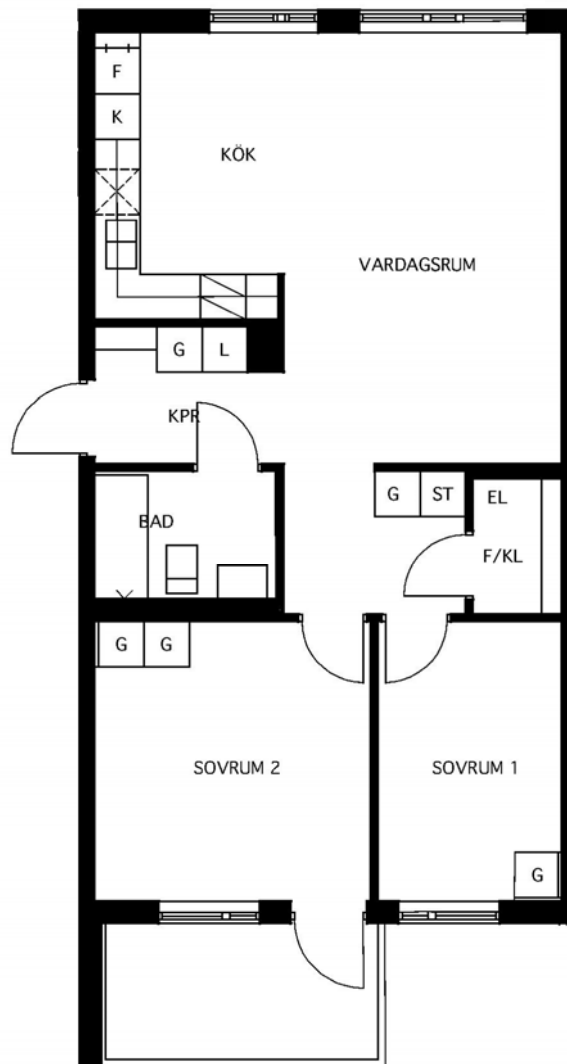 F
K
KÖK
VARDAGSRUM
G L
KPR
G ST EL
BAD
F/KL
G G
SOVRUM 2 SOVRUM 1
G